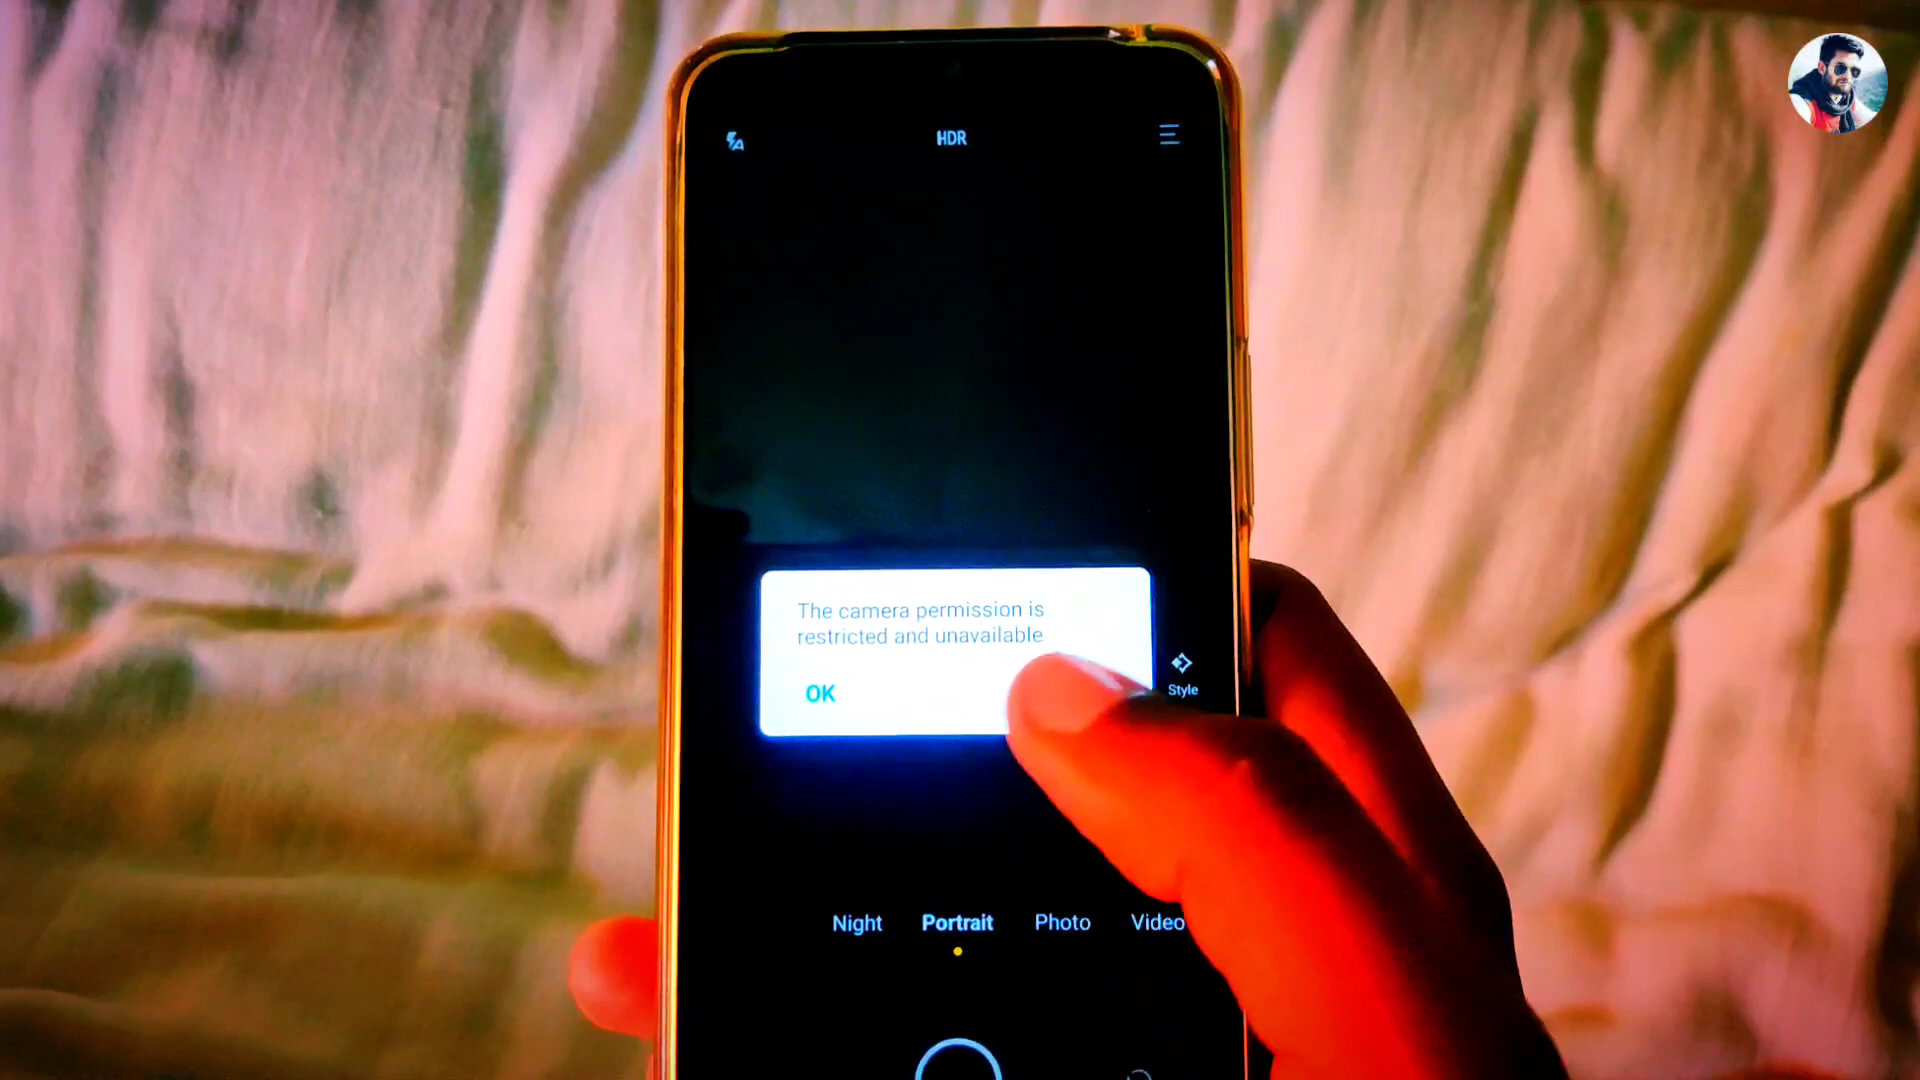 HDR
The camera permission is
restricted and unavailable
OK
Style
Night Portrait Photo Video